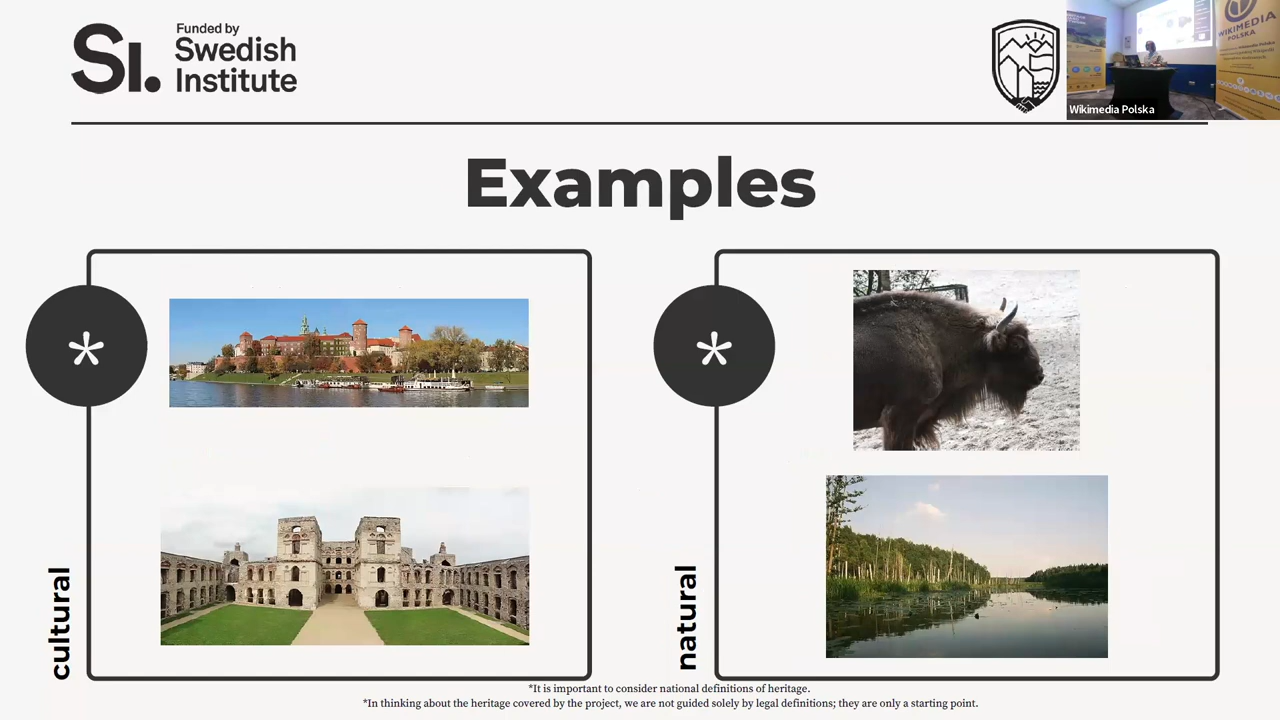 Funded by
SI. Swedish
Institute
WIKIMEDIA
POLSKA
Wikimedia Polska
Examples
*
*
cultural
natural
*It is important to consider national definitions of heritage.
*In thinking about the heritage covered by the project, we are not guided solely by legal definitions; they are only a starting point.